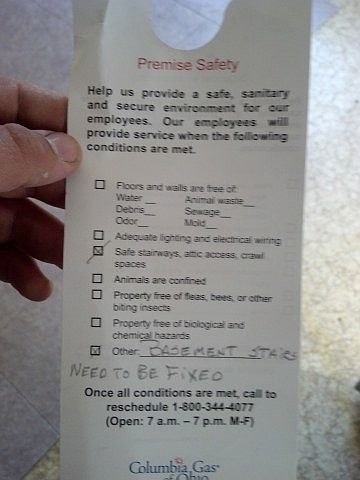 Premise Safety
Help us provide a safe, sanitary
and secure environment for our
employees. Our employees will
provide service when the following
conditions are met.
Floors and walls are free of:
Water __ Animal waste__
Debris__ Sewage__
Odor__ Mold__
Adequate lighting and electrical wiring
Safe stairways, attic access, crawl
spaces
Animals are confined
Property free of fleas, bees, or other
biting insects
Property free of biological and
chemical hazards
Other: BASEMENT STAIRS
NEED TO BE FIXED
Once all conditions are met, call to
reschedule 1-800-344-4077
(Open: 7 a.m. – 7 p.m. M-F)
Columbia Gas®
of Ohio